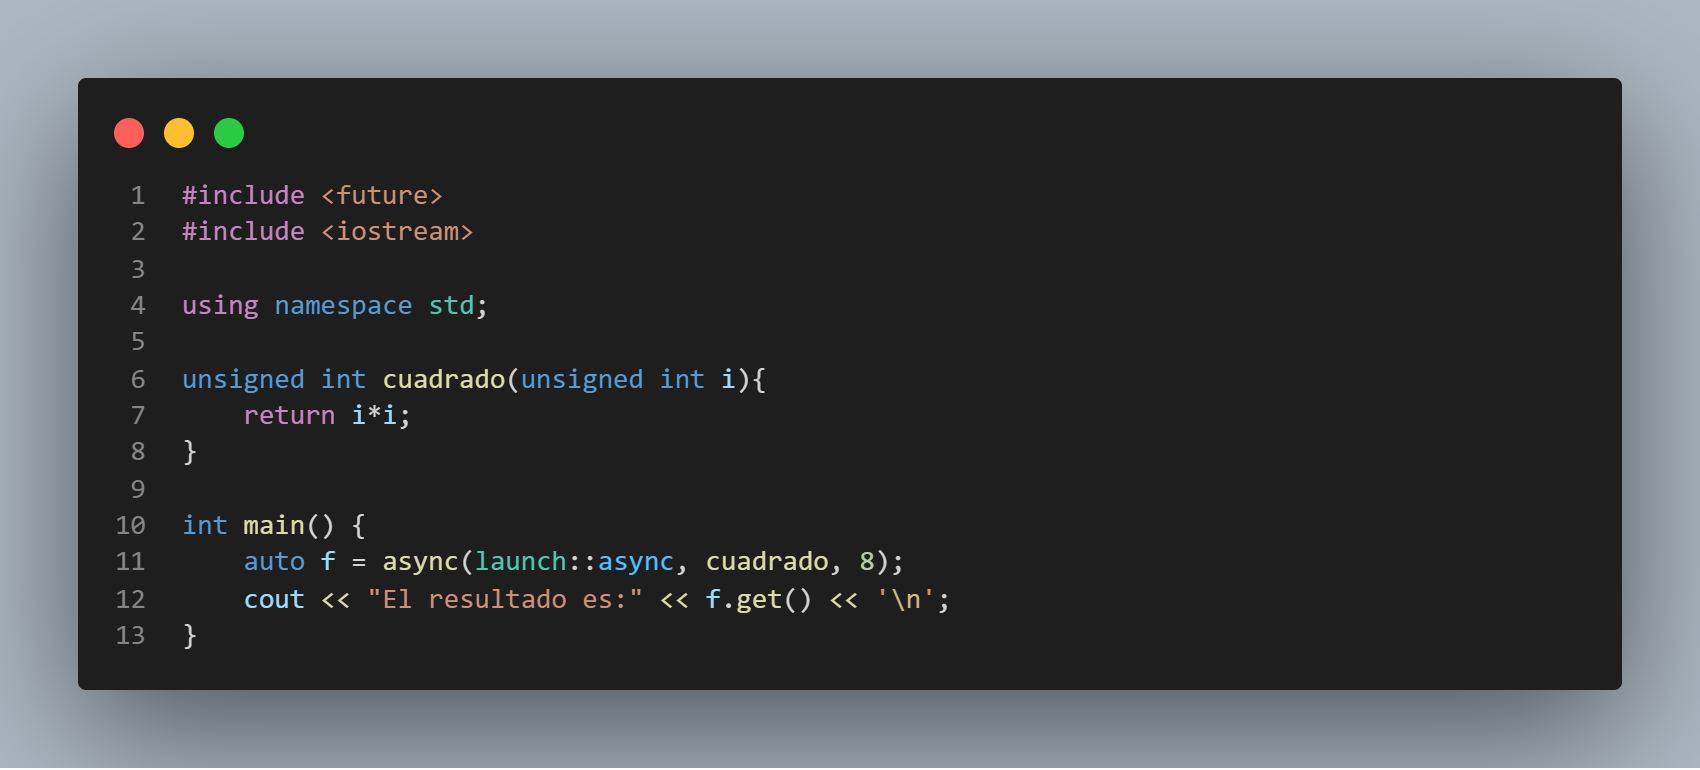 1 #include <future>
2 #include <iostream>
3
4 using namespace std;
5
6 unsigned int cuadrado(unsigned int i){
7     return i*i;
8 }
9
10 int main() {
11     auto f = async(launch::async, cuadrado, 8);
12     cout << "El resultado es:" << f.get() << '\n';
13 }